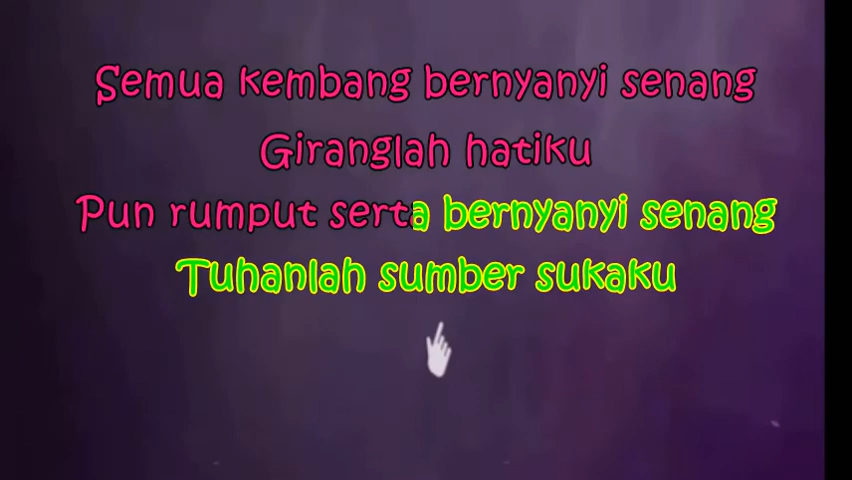 Semua kembang bernyanyi senang
Giranglah hatiku
Pun rumput serta bernyanyi senang
Tuhanlah sumber sukaku